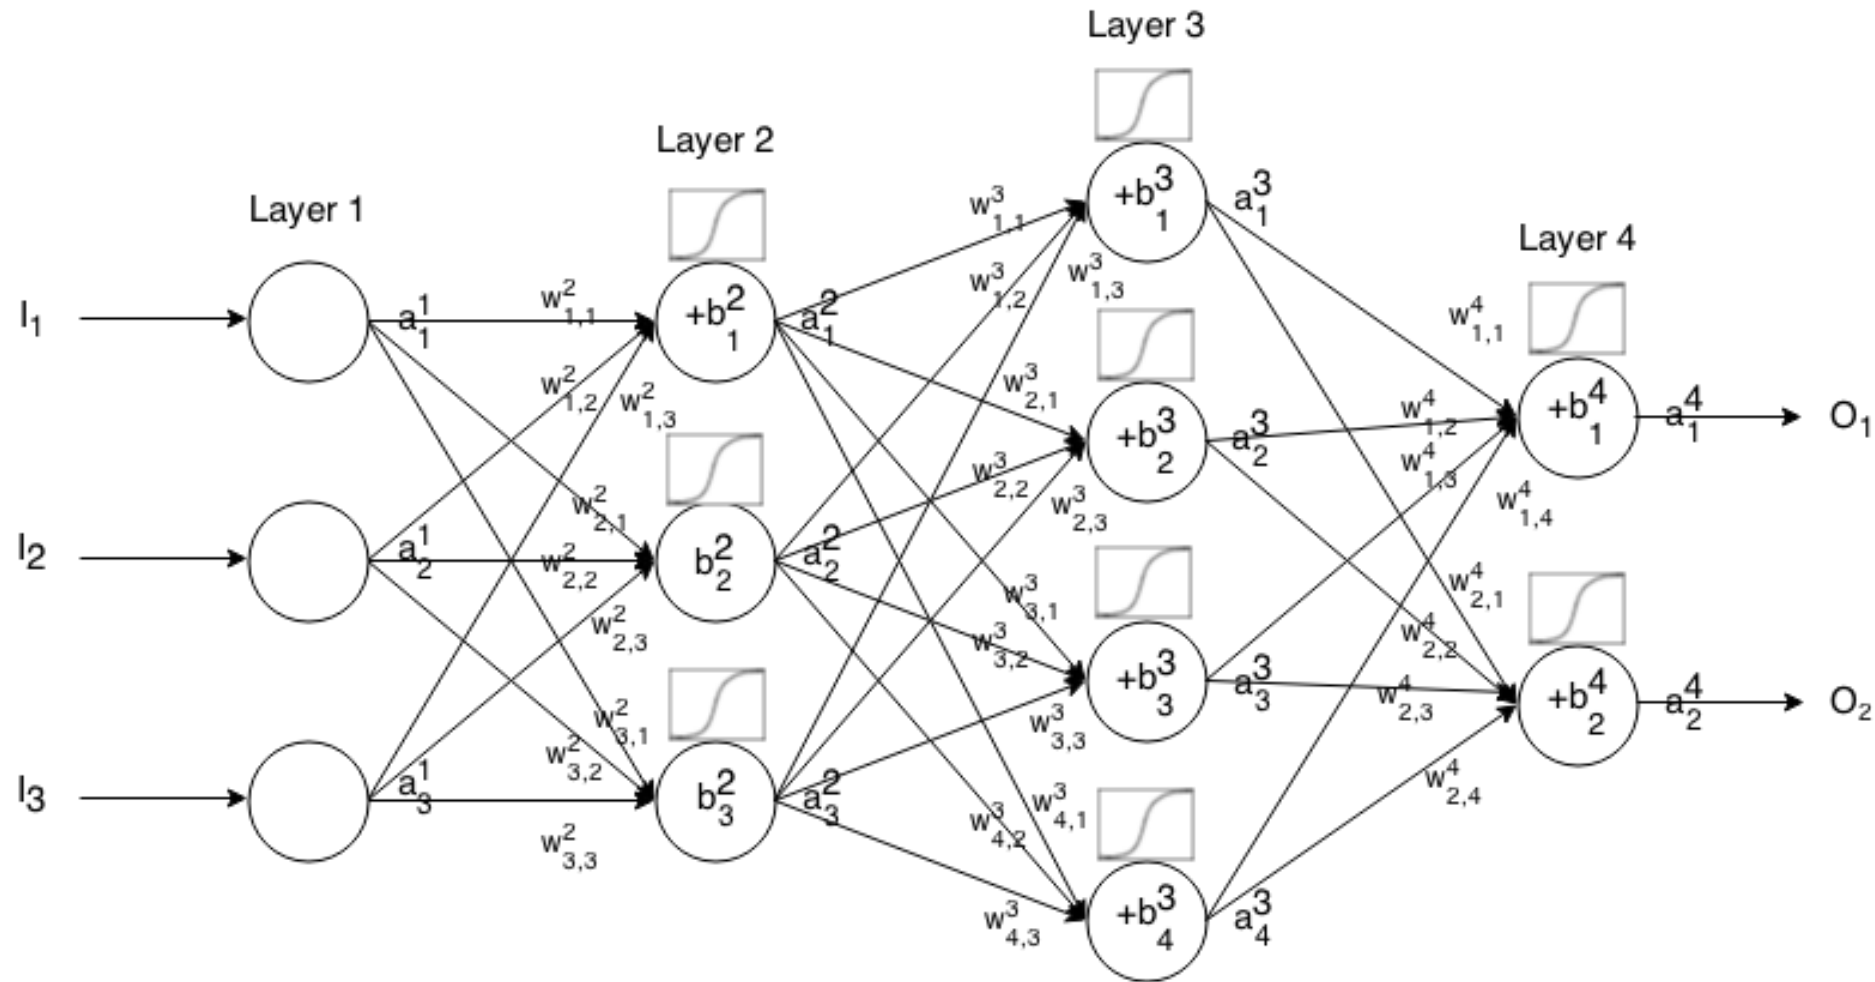 Layer 1
Layer 2
Layer 3
Layer 4
I₁
I₂
I₃
a¹₁
a¹₂
a¹₃
w²₁,₁
w²₁,₂
w²₁,₃
w²₂,₁
w²₂,₂
w²₂,₃
w²₃,₁
w²₃,₂
w²₃,₃
+b²₁
b²₂
b²₃
a²₁
a²₂
a²₃
w³₁,₁
w³₁,₂
w³₁,₃
w³₂,₁
w³₂,₂
w³₂,₃
w³₃,₁
w³₃,₂
w³₃,₃
w³₄,₁
w³₄,₂
w³₄,₃
+b³₁
+b³₂
+b³₃
+b³₄
a³₁
a³₂
a³₃
a³₄
w⁴₁,₁
w⁴₁,₂
w⁴₁,₃
w⁴₁,₄
w⁴₂,₁
w⁴₂,₂
w⁴₂,₃
w⁴₂,₄
+b⁴₁
+b⁴₂
a⁴₁
a⁴₂
O₁
O₂